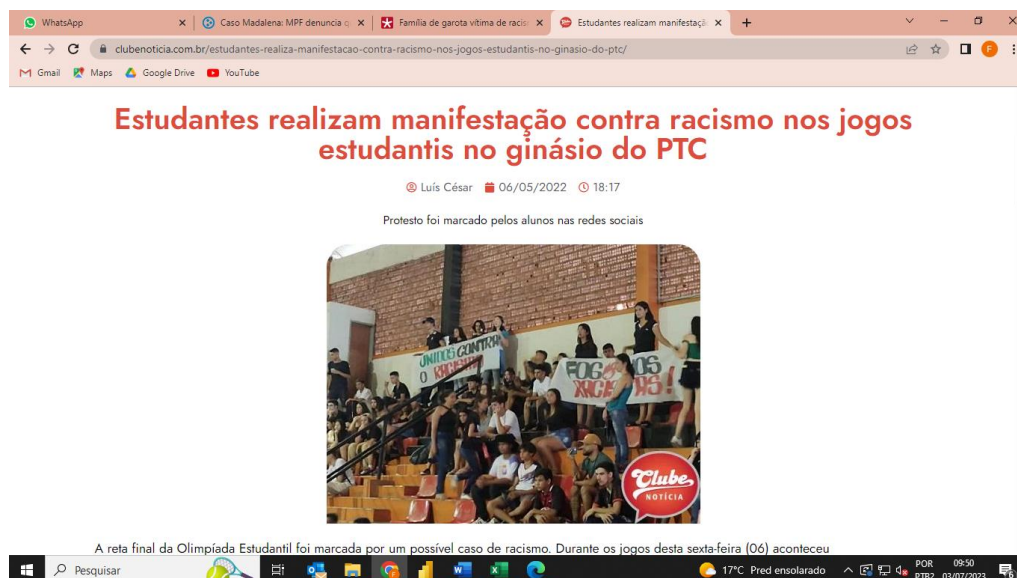 WhatsApp
Caso Madalena: MPF denuncia
Família de garota vítima de racis
Estudantes realizam manifestaçã
clubenoticia.com.br/estudantes-realiza-manifestacao-contra-racismo-nos-jogos-estudantis-no-ginasio-do-ptc/
F
Gmail
Maps
Google Drive
YouTube
Estudantes realizam manifestação contra racismo nos jogos
estudantis no ginásio do PTC
Luís César 06/05/2022 18:17
Protesto foi marcado pelos alunos nas redes sociais
UNIDOS CONTRA
O
FOG OS
RACIS AS!
Clube
NOTÍCIA
A reta final da Olimpíada Estudantil foi marcada por um possível caso de racismo. Durante os jogos desta sexta-feira (06) aconteceu
Pesquisar
17°C Pred ensolarado
POR
PTB2
09:50
03/07/2023